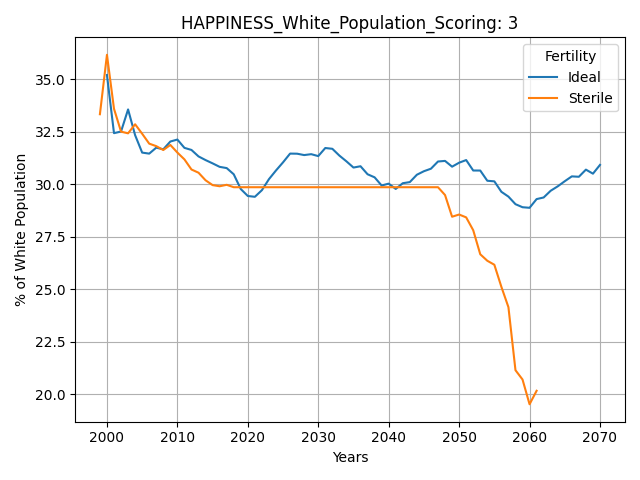 HAPPINESS_White_Population_Scoring: 3
Fertility
Ideal
Sterile
% of White Population
35.0
32.5
30.0
27.5
25.0
22.5
20.0
2000 2010 2020 2030 2040 2050 2060 2070
Years